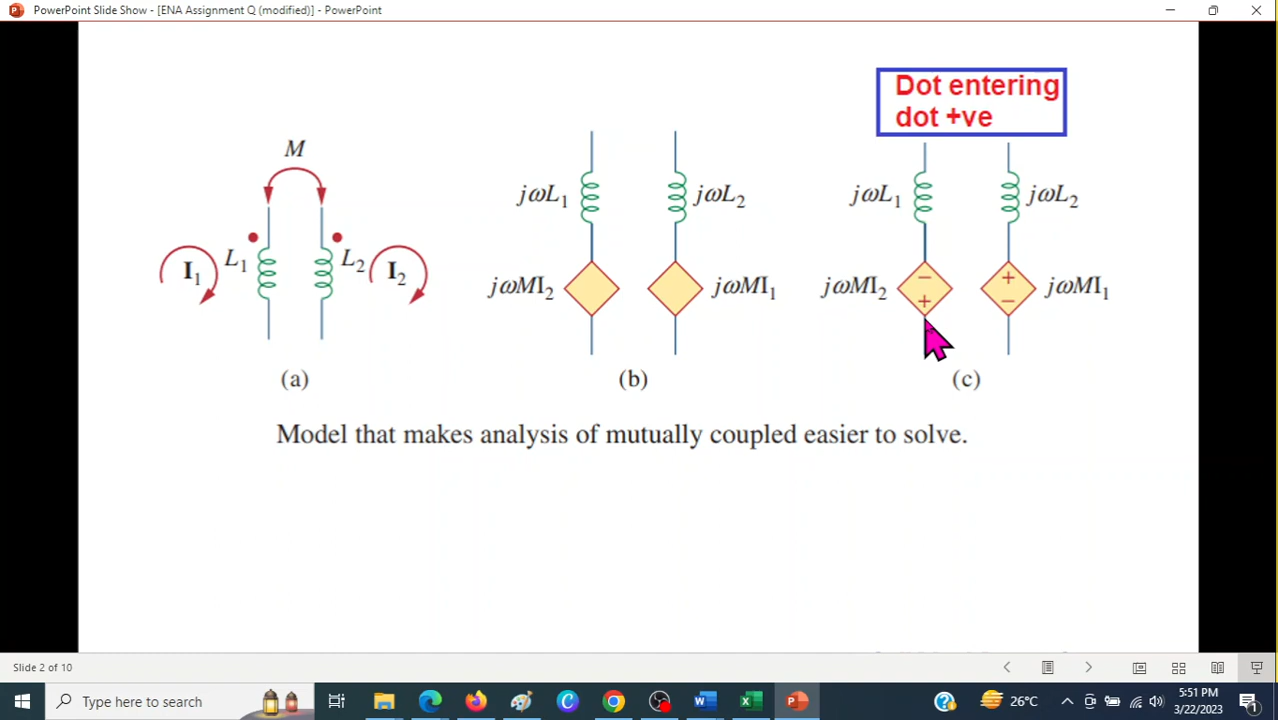 PowerPoint Slide Show - [ENA Assignment Q (modified)] - PowerPoint
Dot entering
dot +ve
M
L₁
L₂
I₁
I₂
(a)
jωL₁
jωL₂
jωMI₂
jωMI₁
(b)
jωL₁
jωL₂
jωMI₂
− +
+ −
jωMI₁
(c)
Model that makes analysis of mutually coupled easier to solve.
Slide 2 of 10
Type here to search
26°C
5:51 PM
3/22/2023